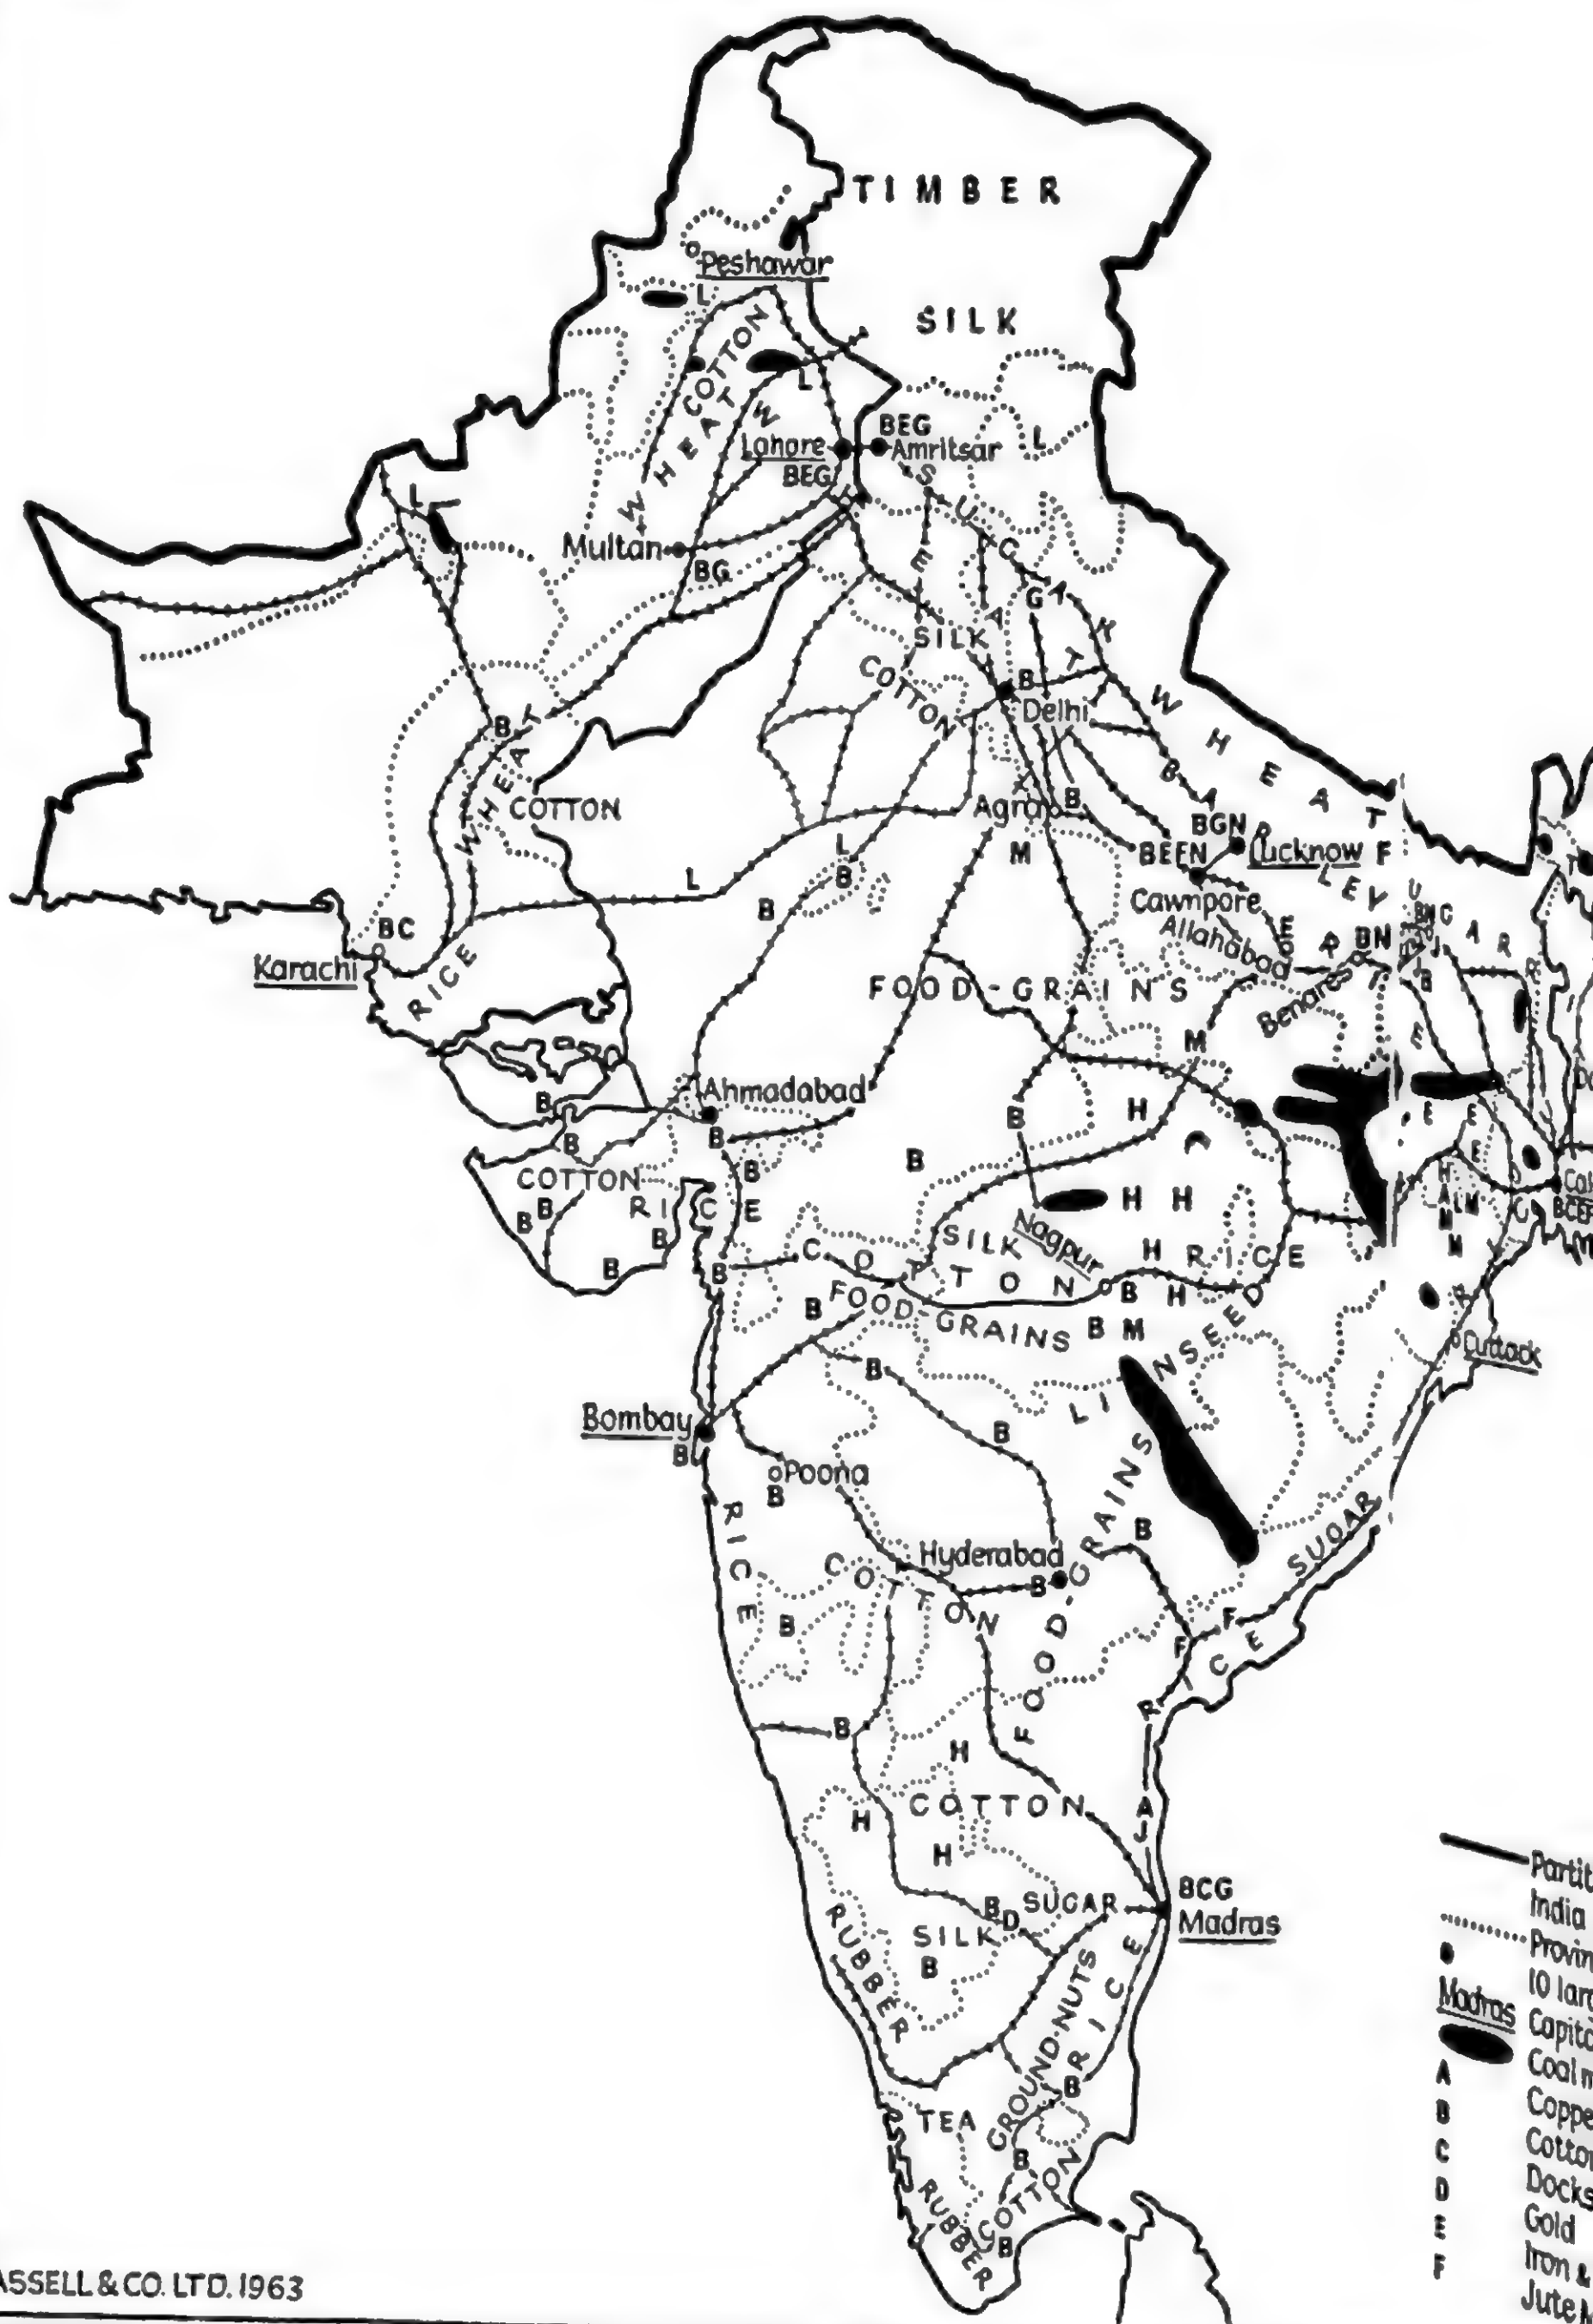 TIMBER
Peshawar
L
SILK
COTTON
WHEAT
L
W
BEG
Lahore
Amritsar
L
BEG
SUGAR
Multan
BG
E
G
A
SILK
T
COTTON
B
Delhi
WHEAT
B
B
WHEAT
COTTON
Agra
B
A
BGN
M
BEFN
Lucknow
F
L
B
L
B
LEY
Cawnpore
Allahabad
E
BN
BC
Karachi
RICE
FOOD-GRAINS
Benares
M
E
Ahmadabad
B
B
B
H
B
B
B
E
E
COTTON
RICE
B
B
B
B
H H
Nagpur
SILK
H
RICE
B
COTTON
B
H
B
FOOD-GRAINS
B M
LINSEED
Cuttack
B
B
Bombay
B
Poona
B
RICE
FOOD-GRAINS
B
SUGAR
Hyderabad
B
COTTON
B
F
F
RICE
B
H
COTTON
H
H
A
J
BCG
Madras
B
D
SUGAR
SILK
B
RUBBER
GROUND-NUTS
RICE
B
TEA
B
COTTON
RUBBER
B
Partit
India
Provin
10 larg
Madras
Capita
Coal m
A
Coppe
B
Cotton
C
Docks
D
Gold
E
Iron &
F
Jute M
ASSELL & CO. LTD. 1963